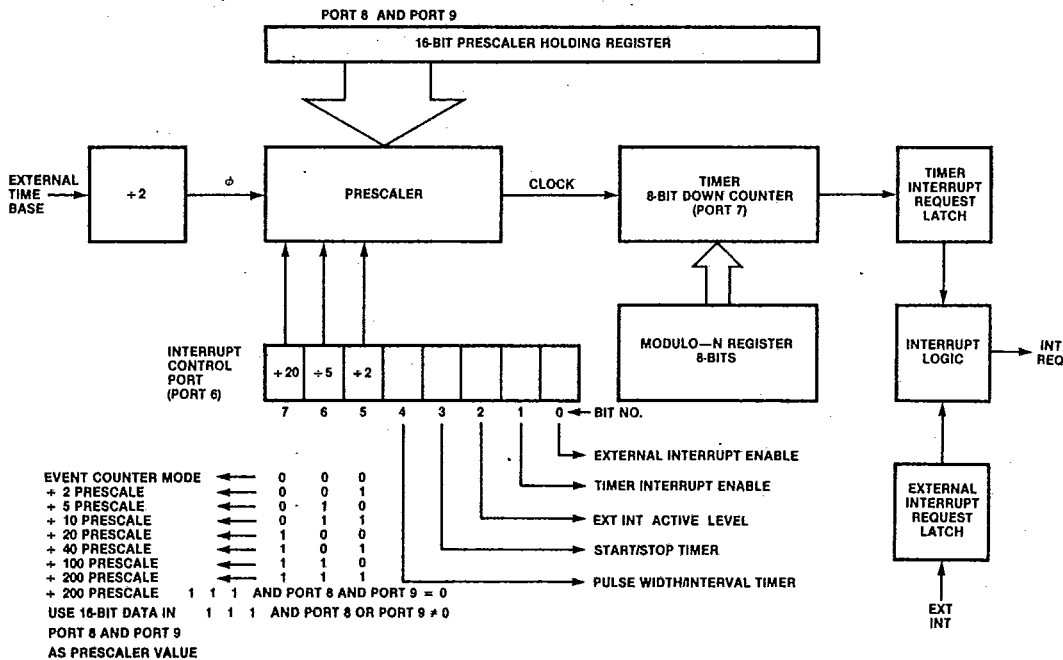 PORT 8 AND PORT 9
16-BIT PRESCALER HOLDING REGISTER
EXTERNAL
TIME
BASE
÷2
ϕ
PRESCALER
CLOCK
TIMER
8-BIT DOWN COUNTER
(PORT 7)
TIMER
INTERRUPT
REQUEST
LATCH
MODULO—N REGISTER
8-BITS
INTERRUPT
LOGIC
INT
REQ
INTERRUPT
CONTROL
PORT
(PORT 6)
÷20 ÷5 ÷2
7 6 5 4 3 2 1 0 BIT NO.
EXTERNAL INTERRUPT ENABLE
TIMER INTERRUPT ENABLE
EXT INT ACTIVE LEVEL
START/STOP TIMER
PULSE WIDTH/INTERVAL TIMER
EXTERNAL
INTERRUPT
REQUEST
LATCH
EXT
INT
EVENT COUNTER MODE 0 0 0
÷ 2 PRESCALE 0 0 1
÷ 5 PRESCALE 0 1 0
÷ 10 PRESCALE 0 1 1
÷ 20 PRESCALE 1 0 0
÷ 40 PRESCALE 1 0 1
÷ 100 PRESCALE 1 1 0
÷ 200 PRESCALE 1 1 1
÷ 200 PRESCALE 1 1 1 AND PORT 8 AND PORT 9 = 0
USE 16-BIT DATA IN 1 1 1 AND PORT 8 OR PORT 9 ≠ 0
PORT 8 AND PORT 9
AS PRESCALER VALUE